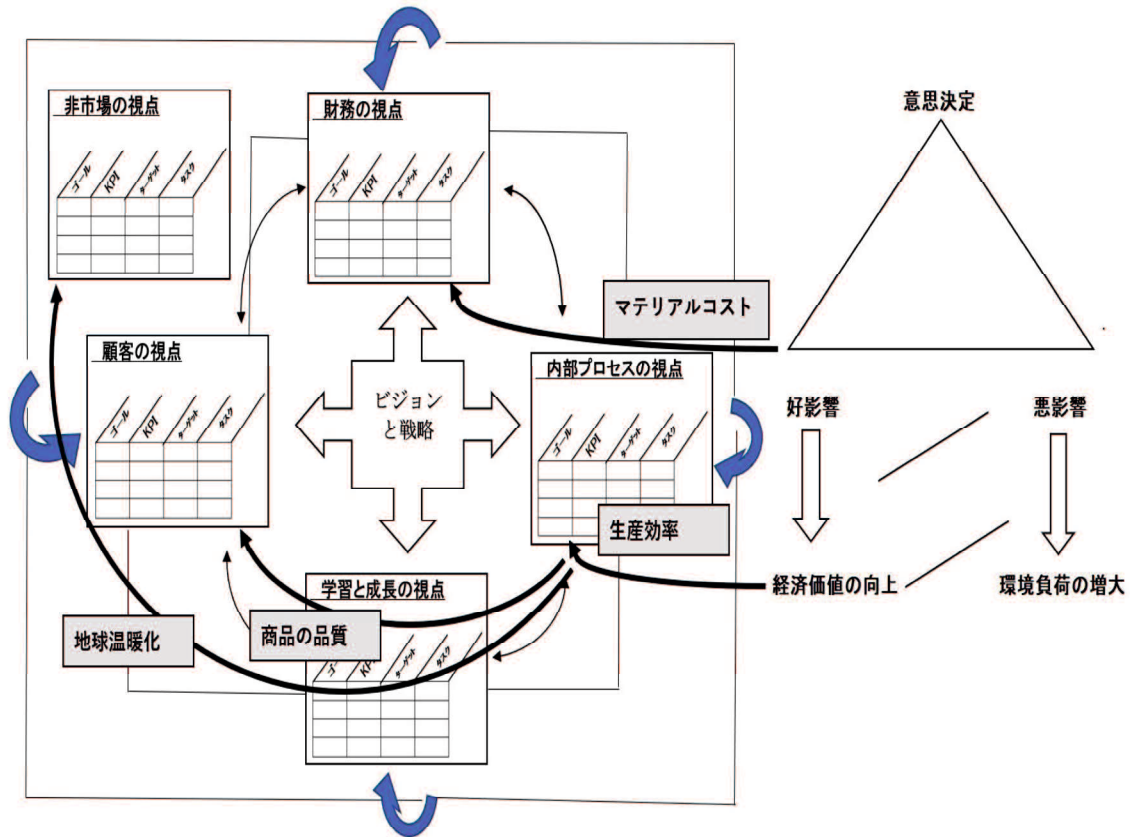 非市場の視点
ゴール
KPI
ターゲット
タスク
財務の視点
ゴール
KPI
ターゲット
タスク
意思決定
マテリアルコスト
顧客の視点
ゴール
KPI
ターゲット
タスク
ビジョン
と戦略
内部プロセスの視点
ゴール
KPI
ターゲット
タスク
生産効率
好影響
悪影響
経済価値の向上
環境負荷の増大
学習と成長の視点
ゴール
KPI
ターゲット
タスク
商品の品質
地球温暖化